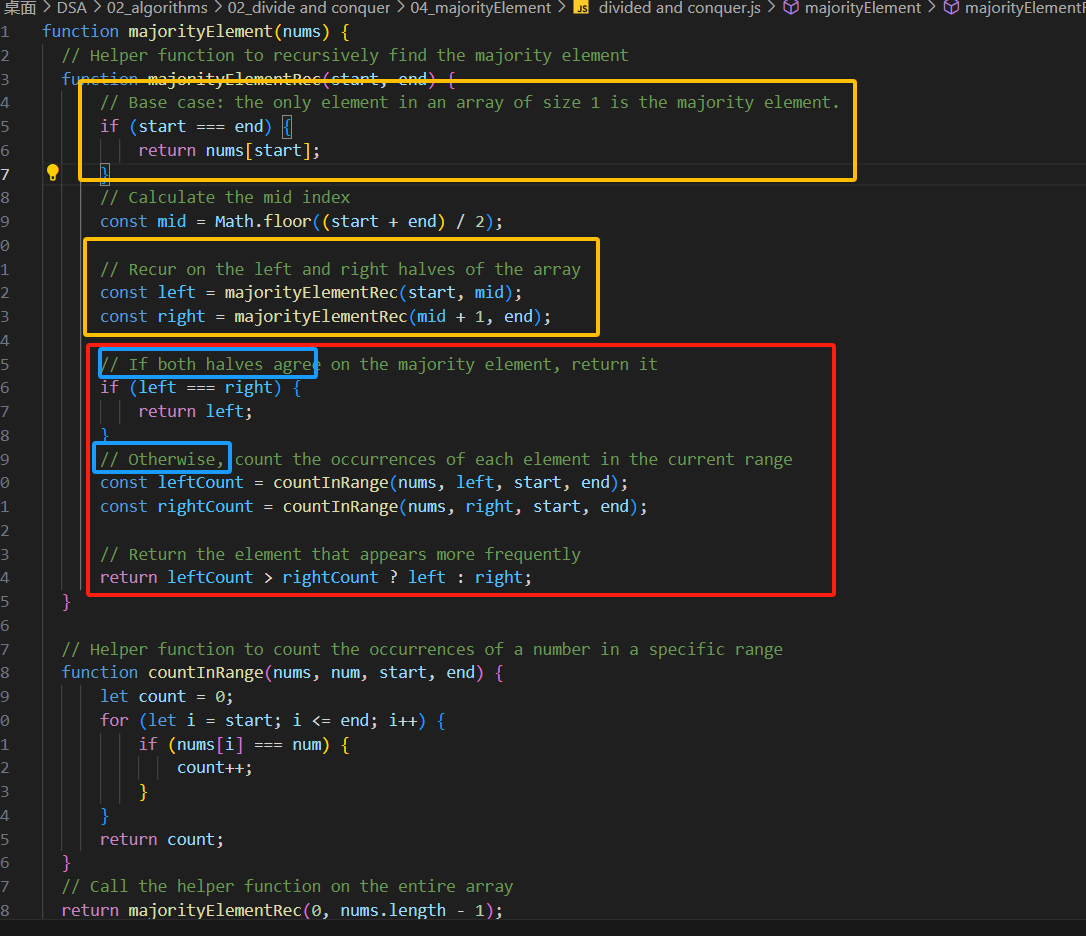 桌面 > DSA > 02_algorithms > 02_divide and conquer > 04_majorityElement > JS divided and conquer.js > majorityElement > majorityElement
1 function majorityElement(nums) {
2 // Helper function to recursively find the majority element
3 function majorityElementRec(start, end) {
4 // Base case: the only element in an array of size 1 is the majority element.
5 if (start === end) {
6 return nums[start];
7 }
8 // Calculate the mid index
9 const mid = Math.floor((start + end) / 2);
0
1 // Recur on the left and right halves of the array
2 const left = majorityElementRec(start, mid);
3 const right = majorityElementRec(mid + 1, end);
4
5 // If both halves agree on the majority element, return it
6 if (left === right) {
7 return left;
8 }
9 // Otherwise, count the occurrences of each element in the current range
0 const leftCount = countInRange(nums, left, start, end);
1 const rightCount = countInRange(nums, right, start, end);
2
3 // Return the element that appears more frequently
4 return leftCount > rightCount ? left : right;
5 }
6
7 // Helper function to count the occurrences of a number in a specific range
8 function countInRange(nums, num, start, end) {
9 let count = 0;
0 for (let i = start; i <= end; i++) {
1 if (nums[i] === num) {
2 count++;
3 }
4 }
5 return count;
6 }
7 // Call the helper function on the entire array
8 return majorityElementRec(0, nums.length - 1);